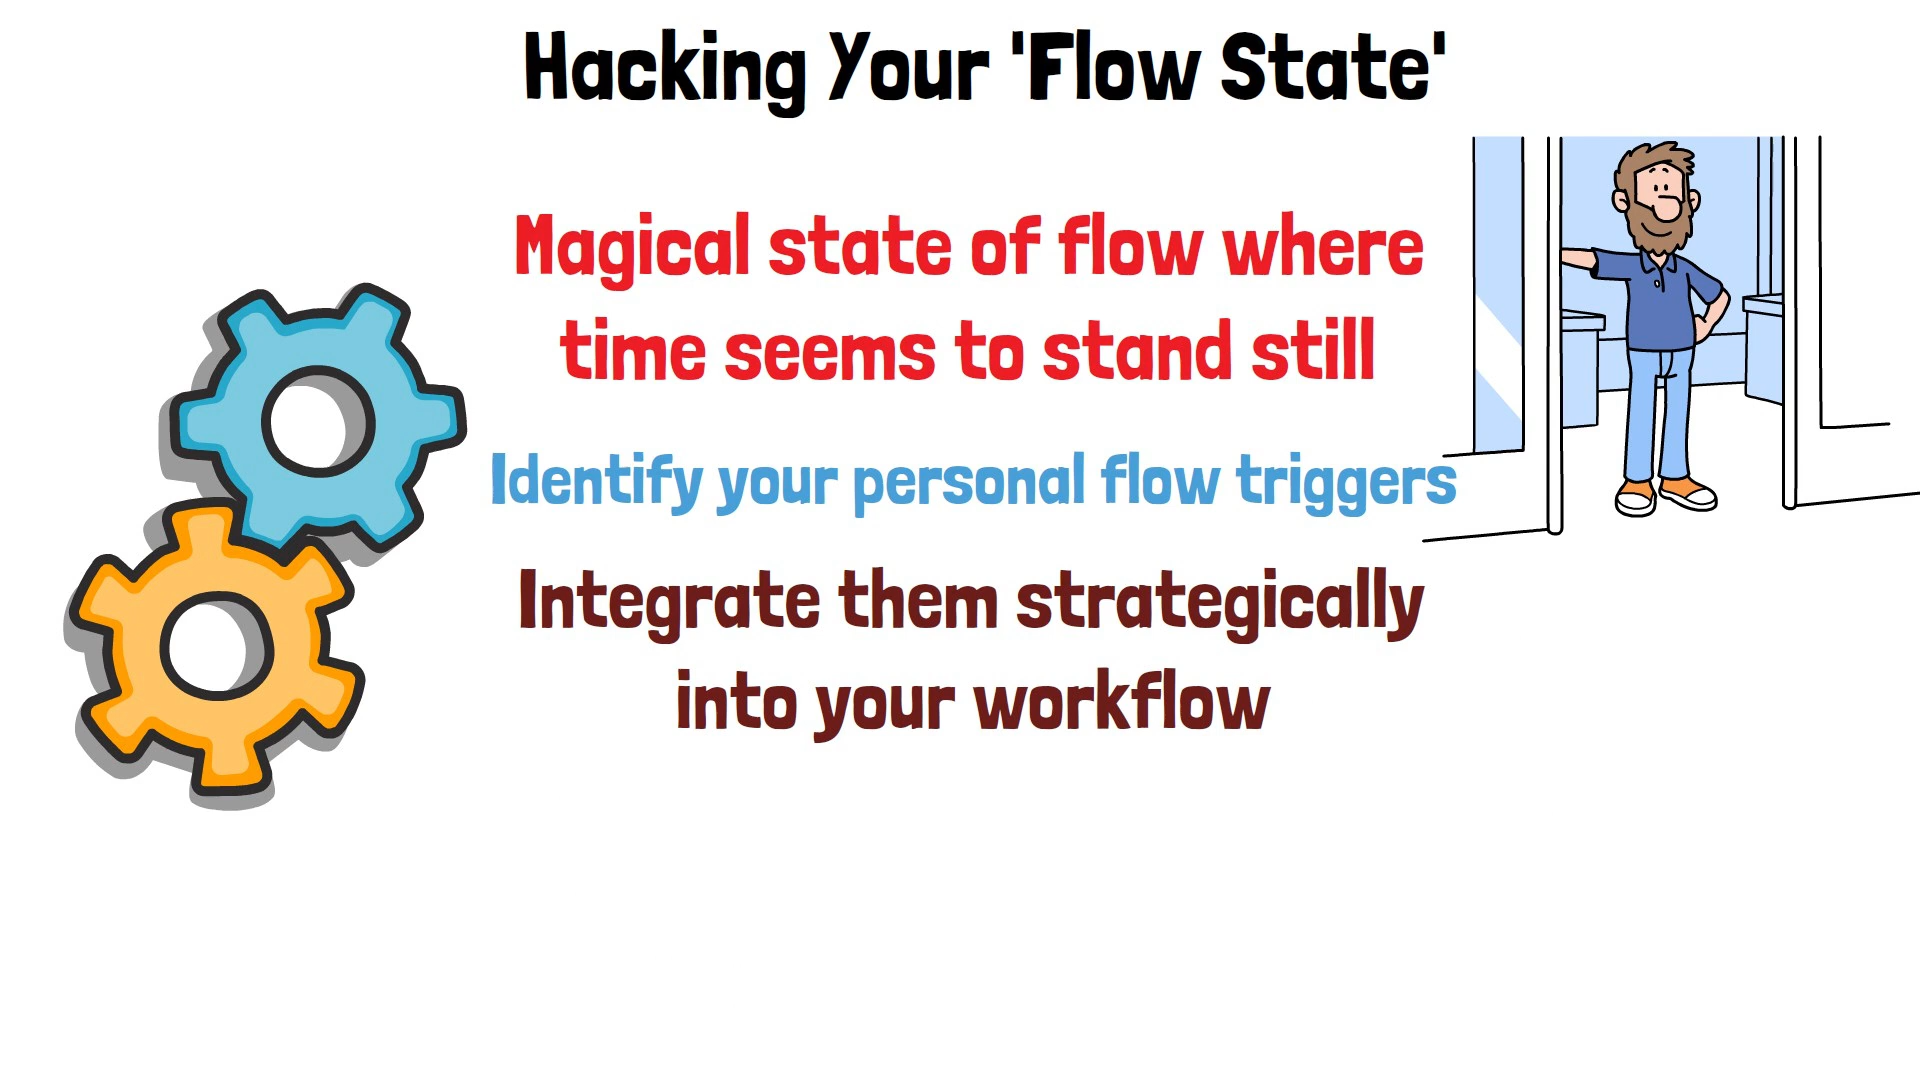 Hacking Your 'Flow State'
Magical state of flow where
time seems to stand still
Identify your personal flow triggers
Integrate them strategically
into your workflow